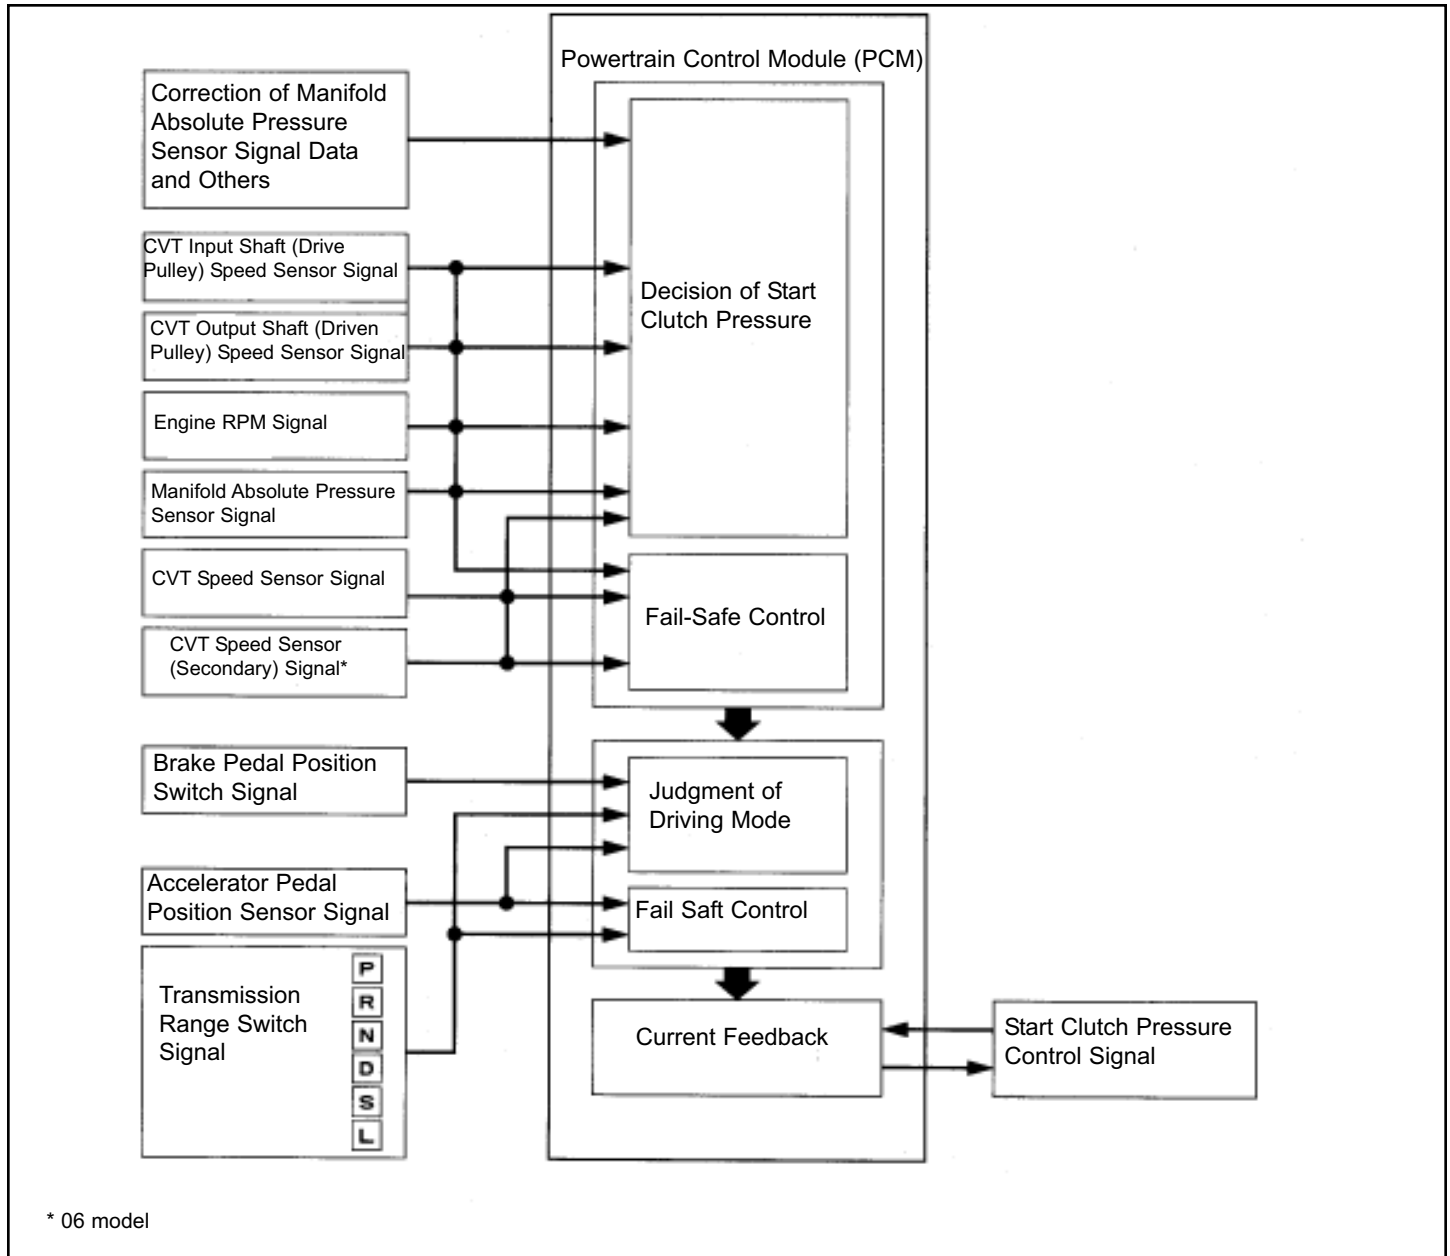 Powertrain Control Module (PCM)
Correction of Manifold
Absolute Pressure
Sensor Signal Data
and Others
CVT Input Shaft (Drive
Pulley) Speed Sensor Signal
CVT Output Shaft (Driven
Pulley) Speed Sensor Signal
Engine RPM Signal
Manifold Absolute Pressure
Sensor Signal
CVT Speed Sensor Signal
CVT Speed Sensor
(Secondary) Signal*
Decision of Start
Clutch Pressure
Fail-Safe Control
Brake Pedal Position
Switch Signal
Accelerator Pedal
Position Sensor Signal
Transmission
Range Switch
Signal
P
R
N
D
S
L
Judgment of
Driving Mode
Fail Saft Control
Current Feedback
Start Clutch Pressure
Control Signal
* 06 model